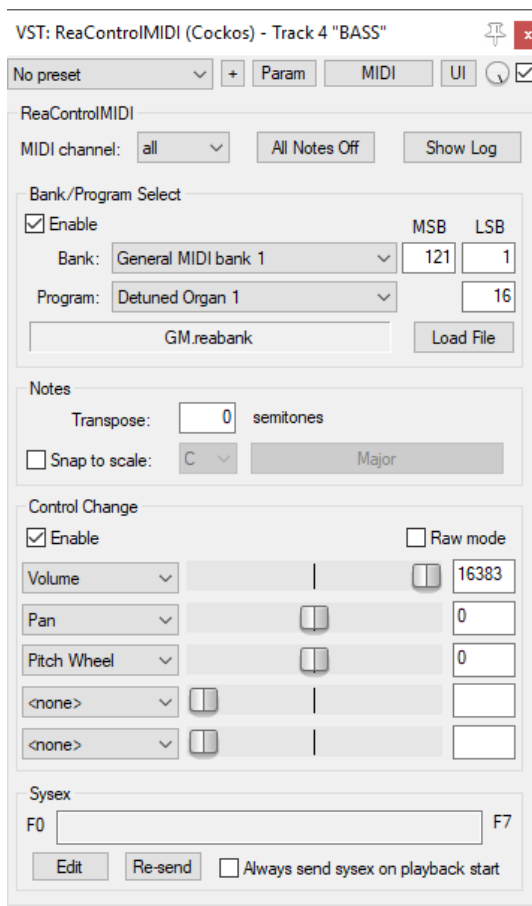 VST: ReaControlMIDI (Cockos) - Track 4 "BASS" x
No preset + Param MIDI UI
ReaControlMIDI
MIDI channel: all All Notes Off Show Log
Bank/Program Select
Enable MSB LSB
Bank: General MIDI bank 1 121 1
Program: Detuned Organ 1 16
GM.reabank Load File
Notes
Transpose: 0 semitones
Snap to scale: C Major
Control Change
Enable Raw mode
Volume 16383
Pan 0
Pitch Wheel 0
<none>
<none>
Sysex
F0 F7
Edit Re-send Always send sysex on playback start